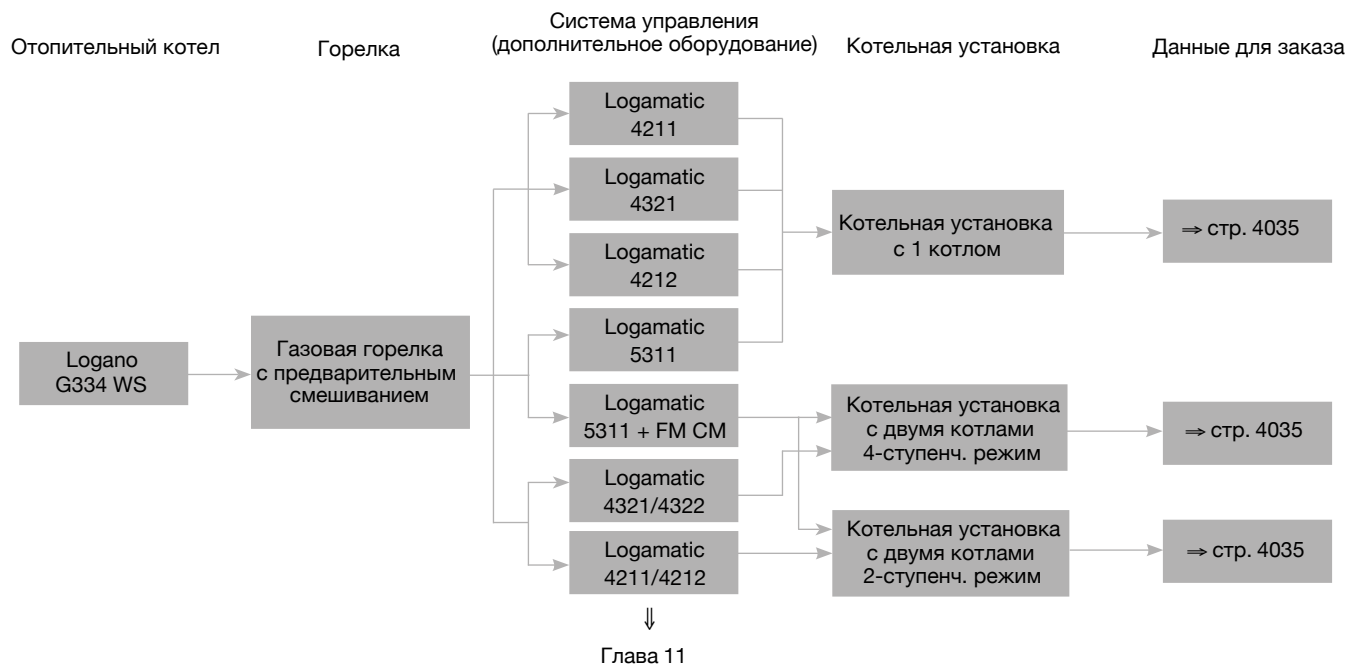 Отопительный котел
Горелка
Система управления
(дополнительное оборудование)
Котельная установка
Данные для заказа
Logano
G334 WS
Газовая горелка
с предварительным
смешиванием
Logamatic
4211
Logamatic
4321
Logamatic
4212
Logamatic
5311
Logamatic
5311 + FM CM
Logamatic
4321/4322
Logamatic
4211/4212
⇓
Глава 11
Котельная установка
с 1 котлом
Котельная установка
с двумя котлами
4-ступенч. режим
Котельная установка
с двумя котлами
2-ступенч. режим
⇒ стр. 4035
⇒ стр. 4035
⇒ стр. 4035